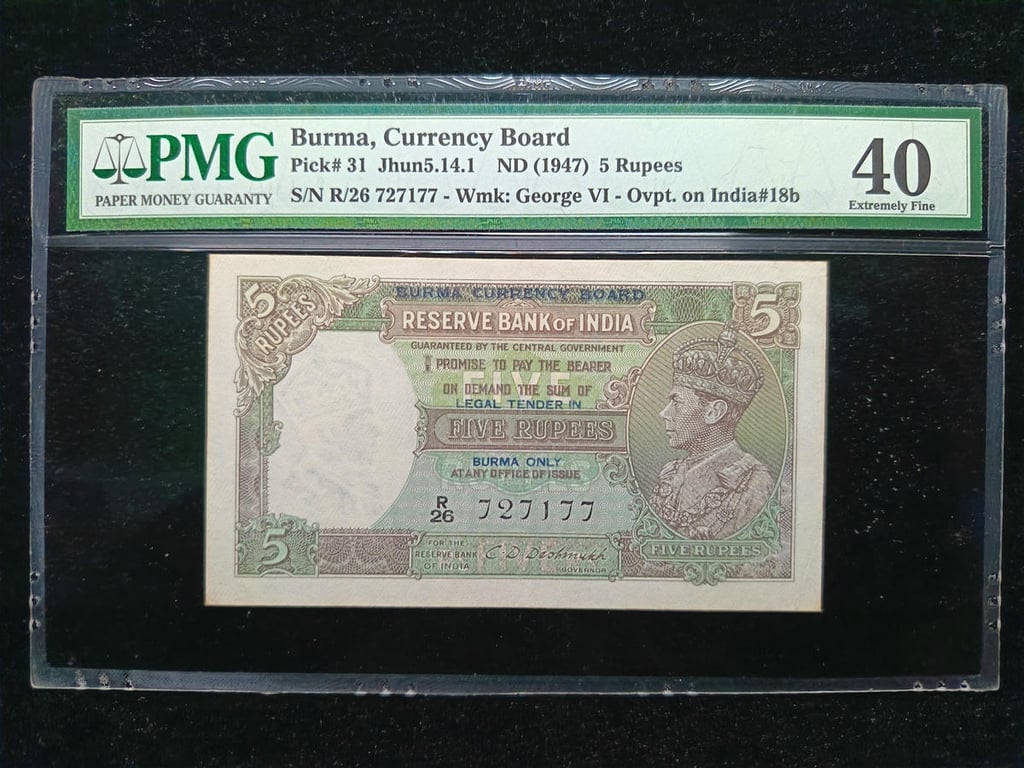 PMG
PAPER MONEY GUARANTY
Burma, Currency Board
Pick# 31 Jhun5.14.1 ND (1947) 5 Rupees
S/N R/26 727177 - Wmk: George VI - Ovpt. on India#18b
40
Extremely Fine
5
RUPEES
BURMA CURRENCY BOARD
5
RESERVE BANK OF INDIA
GUARANTEED BY THE CENTRAL GOVERNMENT
I PROMISE TO PAY THE BEARER
FIVE
ON DEMAND THE SUM OF
LEGAL TENDER IN
FIVE RUPEES
BURMA ONLY
AT ANY OFFICE OF ISSUE
R
26 727177
5
FOR THE
RESERVE BANK
OF INDIA
C D Deshmukh
GOVERNOR
FIVE RUPEES